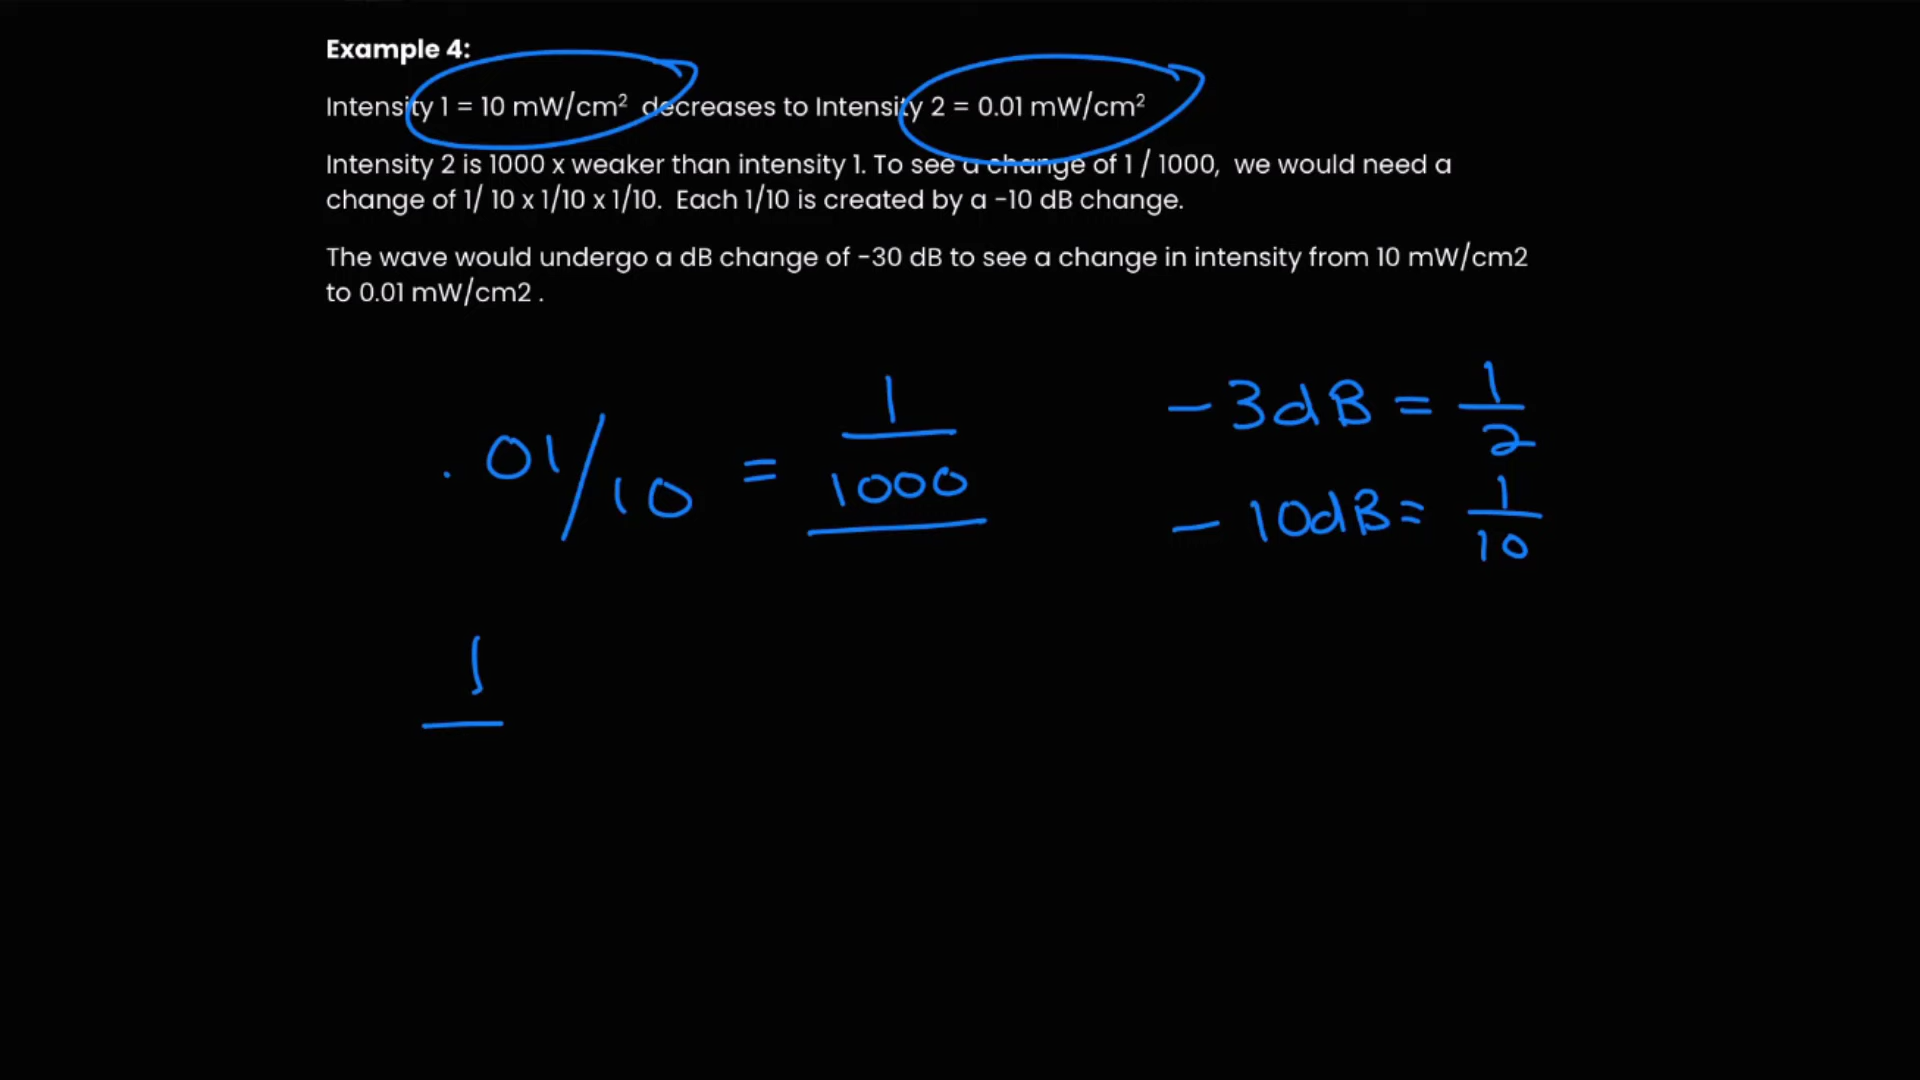 Example 4:
Intensity 1 = 10 mW/cm² decreases to Intensity 2 = 0.01 mW/cm²
Intensity 2 is 1000 x weaker than intensity 1. To see a change of 1 / 1000, we would need a
change of 1/ 10 x 1/10 x 1/10. Each 1/10 is created by a -10 dB change.
The wave would undergo a dB change of -30 dB to see a change in intensity from 10 mW/cm2
to 0.01 mW/cm2 .
.01/10 = 1/1000
-3dB = 1/2
-10dB = 1/10
1